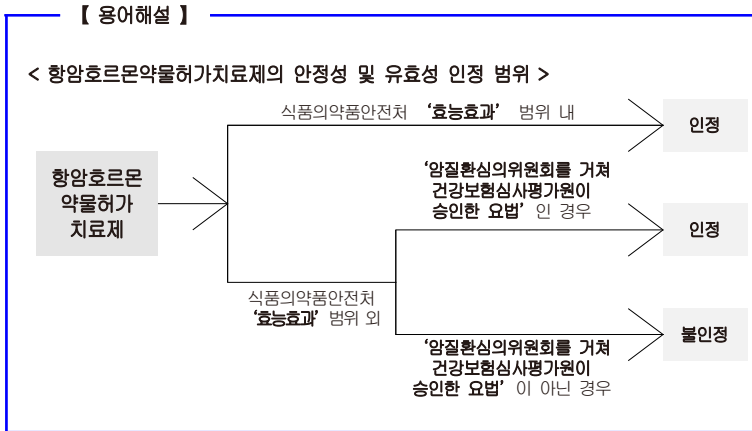 【 용어해설 】
< 항암호르몬약물허가치료제의 안정성 및 유효성 인정 범위 >
식품의약품안전처 ‘효능효과’ 범위 내
인정
항암호르몬
약물허가
치료제
‘암질환심의위원회를 거쳐
건강보험심사평가원이
승인한 요법’ 인 경우
인정
식품의약품안전처
‘효능효과’ 범위 외
불인정
‘암질환심의위원회를 거쳐
건강보험심사평가원이
승인한 요법’ 이 아닌 경우